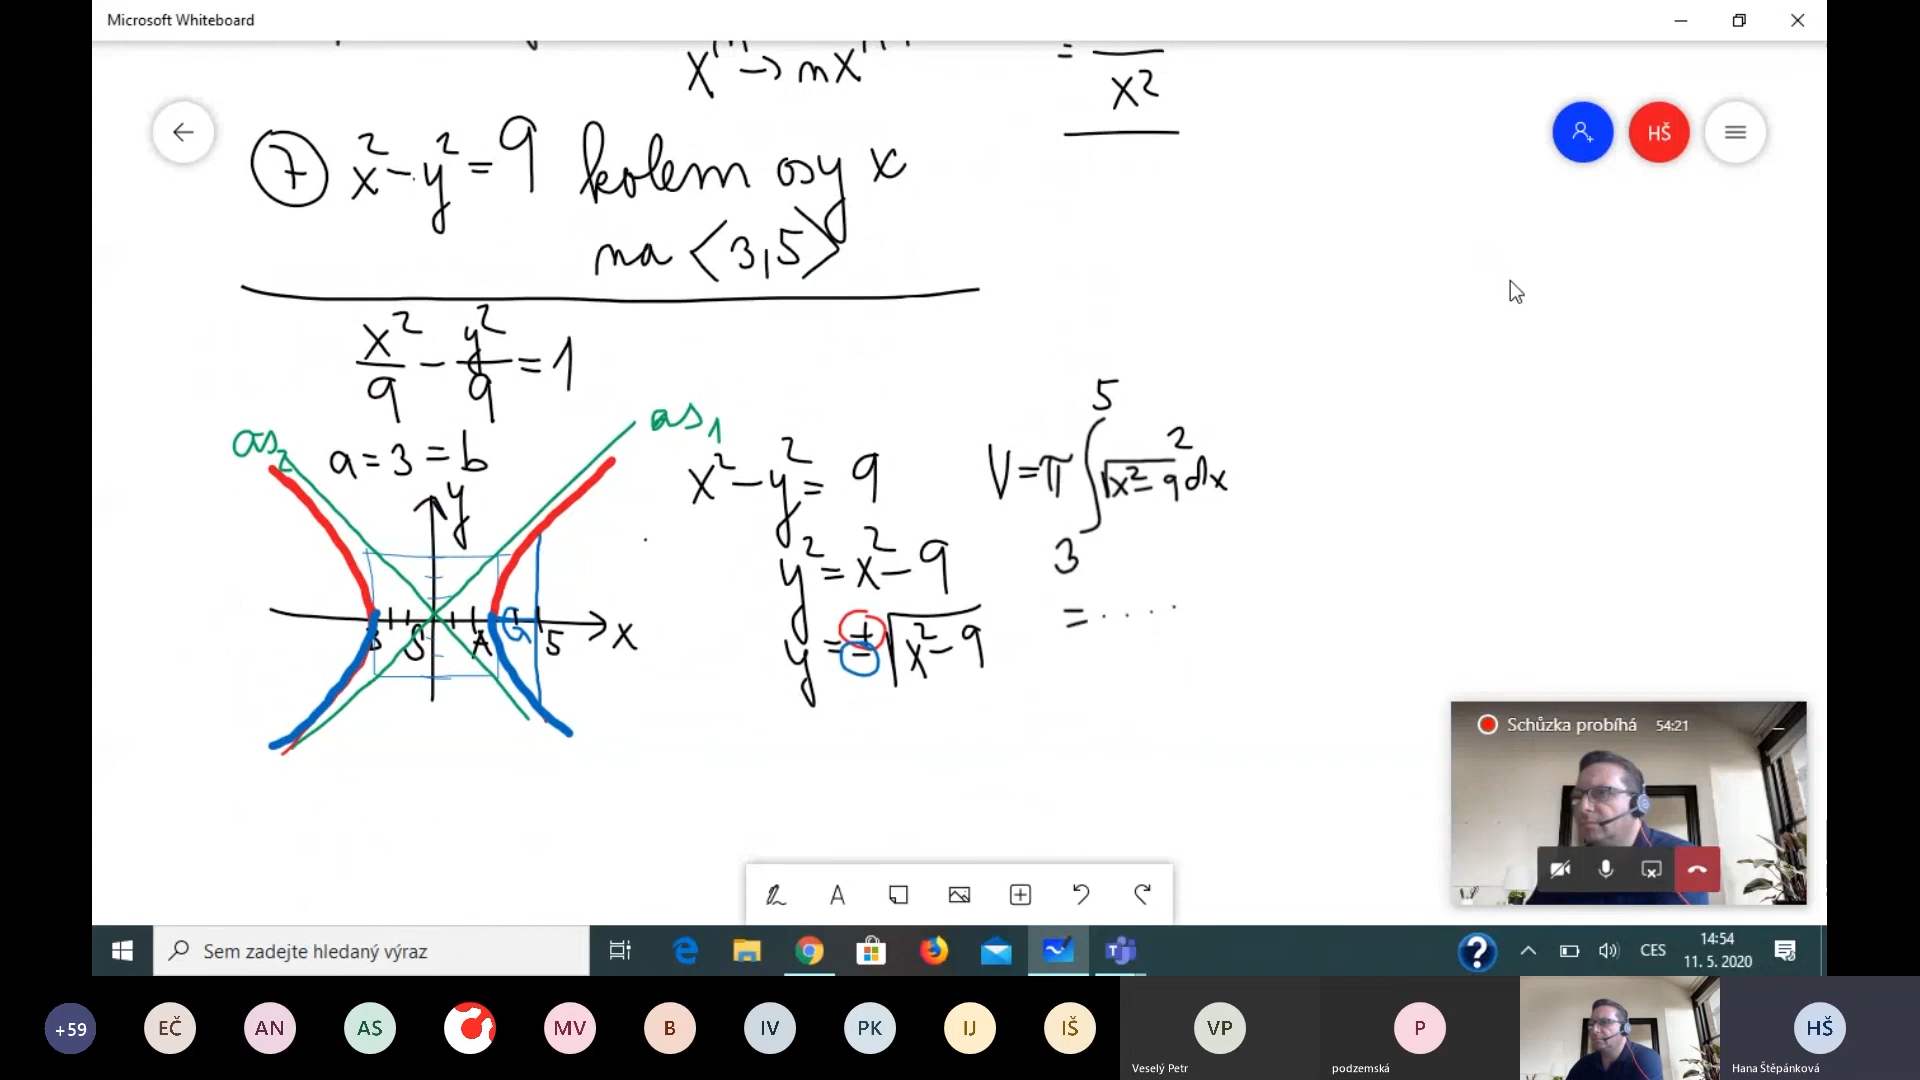 Microsoft Whiteboard
→ mx
=
x²
7 x² - y² = 9 kolem osy x
na <3,5>
x²/9 - y²/9 = 1
as₂ a = 3 = b as₁
y
x
S A 5
x² - y² = 9
y² = x² - 9
y = ± √x² - 9
V = π ∫ √x² - 9 ² dx
5
3
= . . . .
HŠ
Schůzka probíhá 54:21
Sem zadejte hledaný výraz
CES
14:54
11. 5. 2020
+59 EČ AN AS MV B IV PK IJ IŠ VP P HŠ
Veselý Petr
podzemská
Hana Štěpánková